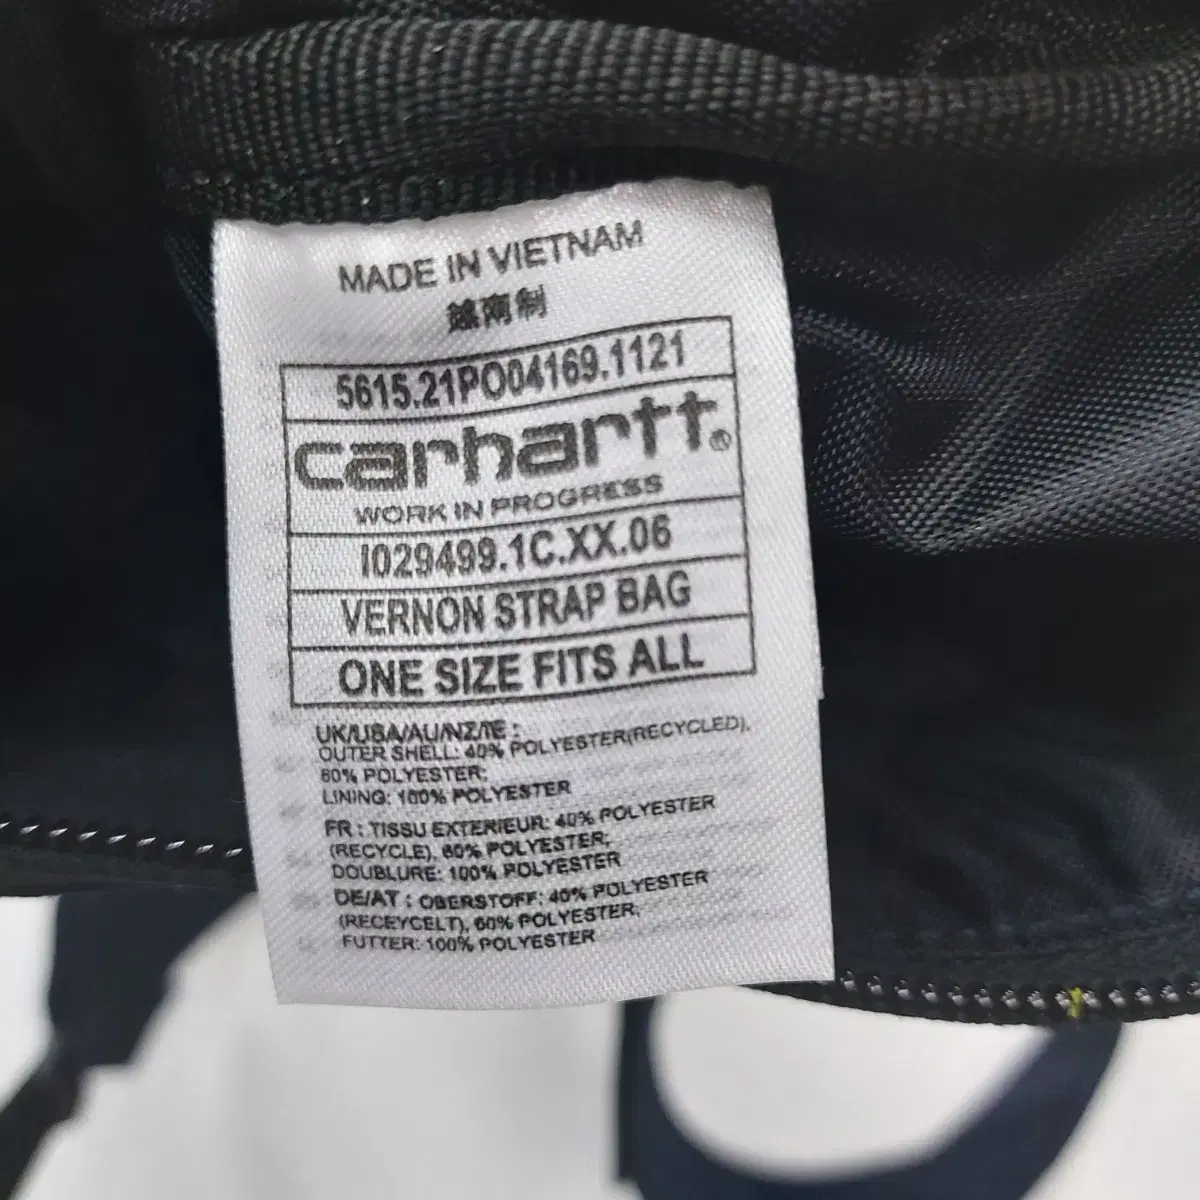 MADE IN VIETNAM
越南制
5615.21PO04169.1121
carhartt®
WORK IN PROGRESS
I029499.1C.XX.06
VERNON STRAP BAG
ONE SIZE FITS ALL
UK/USA/AU/NZ/IE :
OUTER SHELL: 40% POLYESTER(RECYCLED),
60% POLYESTER;
LINING: 100% POLYESTER
FR : TISSU EXTERIEUR: 40% POLYESTER
(RECYCLE), 60% POLYESTER;
DOUBLURE: 100% POLYESTER
DE/AT : OBERSTOFF: 40% POLYESTER
(RECEYCELT), 60% POLYESTER;
FUTTER: 100% POLYESTER